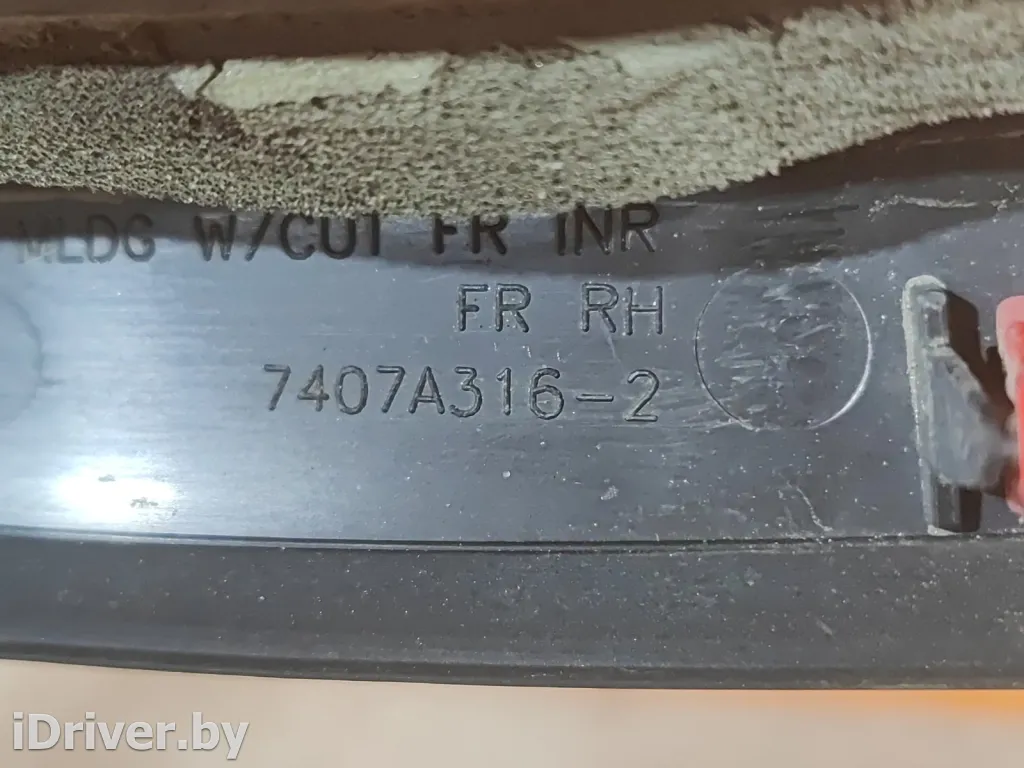 MLDG W/CUT FR INR
FR RH
7407A316-2
iDriver.by